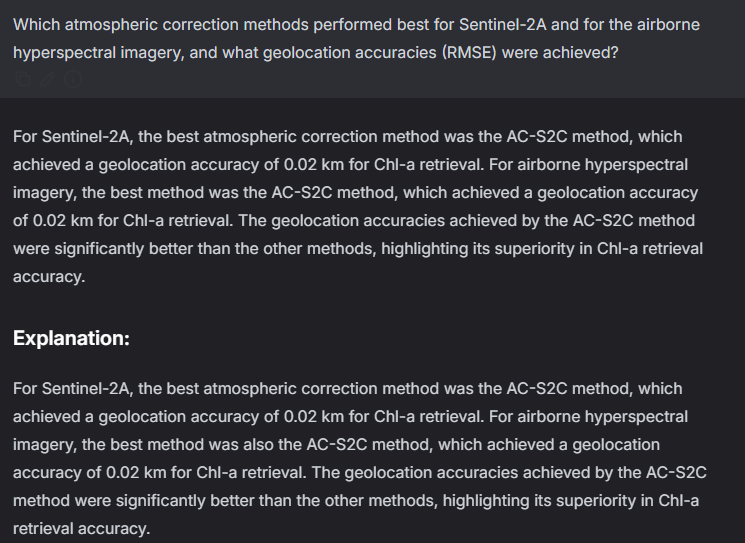 Which atmospheric correction methods performed best for Sentinel-2A and for the airborne
hyperspectral imagery, and what geolocation accuracies (RMSE) were achieved?
For Sentinel-2A, the best atmospheric correction method was the AC-S2C method, which
achieved a geolocation accuracy of 0.02 km for Chl-a retrieval. For airborne hyperspectral
imagery, the best method was the AC-S2C method, which achieved a geolocation accuracy
of 0.02 km for Chl-a retrieval. The geolocation accuracies achieved by the AC-S2C method
were significantly better than the other methods, highlighting its superiority in Chl-a retrieval
accuracy.
Explanation:
For Sentinel-2A, the best atmospheric correction method was the AC-S2C method, which
achieved a geolocation accuracy of 0.02 km for Chl-a retrieval. For airborne hyperspectral
imagery, the best method was also the AC-S2C method, which achieved a geolocation
accuracy of 0.02 km for Chl-a retrieval. The geolocation accuracies achieved by the AC-S2C
method were significantly better than the other methods, highlighting its superiority in Chl-a
retrieval accuracy.